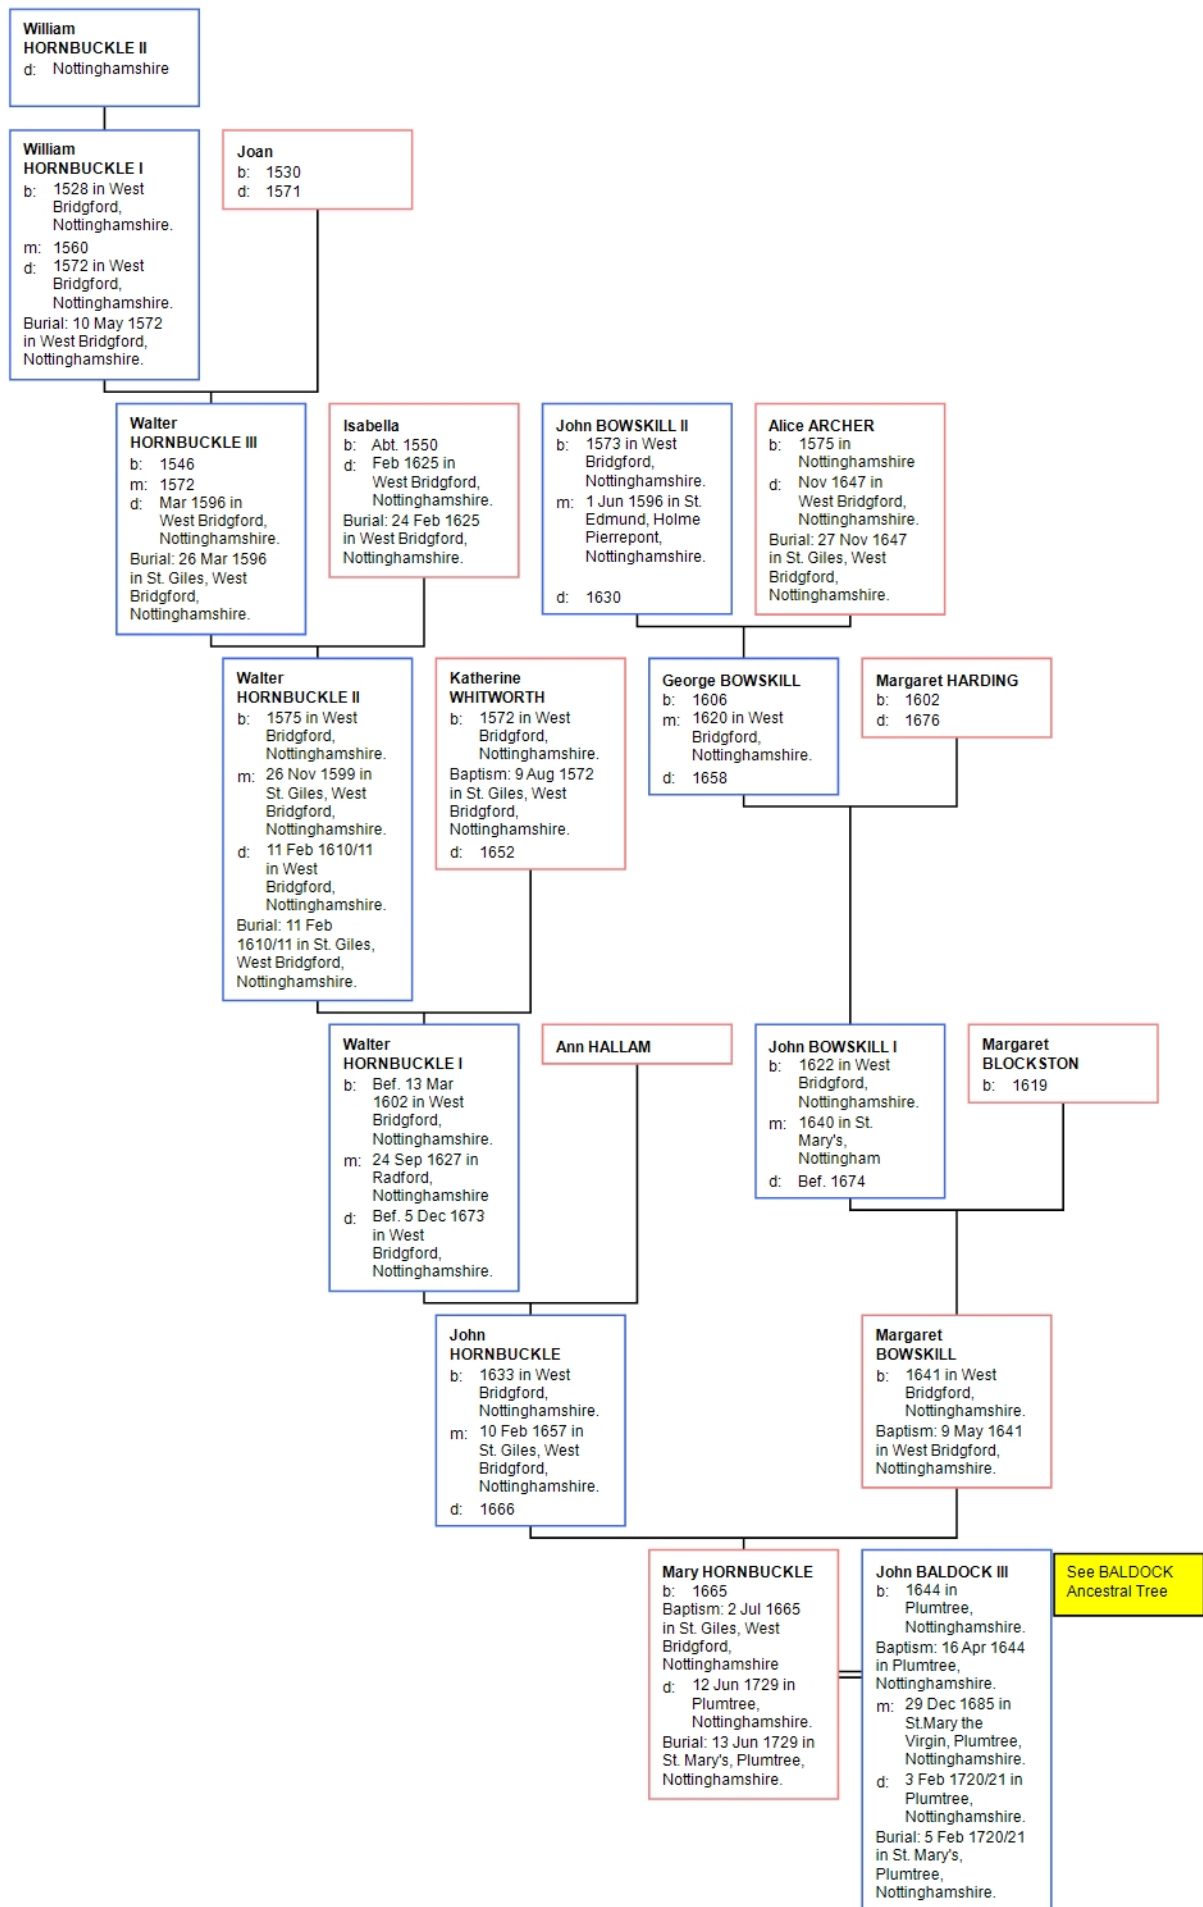 William
HORNBUCKLE II
d: Nottinghamshire
William
HORNBUCKLE I
b: 1528 in West
Bridgford,
Nottinghamshire.
m: 1560
d: 1572 in West
Bridgford,
Nottinghamshire.
Burial: 10 May 1572
in West Bridgford,
Nottinghamshire.
Joan
b: 1530
d: 1571
Walter
HORNBUCKLE III
b: 1546
m: 1572
d: Mar 1596 in
West Bridgford,
Nottinghamshire.
Burial: 26 Mar 1596
in St. Giles, West
Bridgford,
Nottinghamshire.
Isabella
b: Abt. 1550
d: Feb 1625 in
West Bridgford,
Nottinghamshire.
Burial: 24 Feb 1625
in West Bridgford,
Nottinghamshire.
John BOWSKILL II
b: 1573 in West
Bridgford,
Nottinghamshire.
m: 1 Jun 1596 in St.
Edmund, Holme
Pierrepont,
Nottinghamshire.
d: 1630
Alice ARCHER
b: 1575 in
Nottinghamshire
d: Nov 1647 in
West Bridgford,
Nottinghamshire.
Burial: 27 Nov 1647
in St. Giles, West
Bridgford,
Nottinghamshire.
Walter
HORNBUCKLE II
b: 1575 in West
Bridgford,
Nottinghamshire.
m: 26 Nov 1599 in
St. Giles, West
Bridgford,
Nottinghamshire.
d: 11 Feb 1610/11
in West
Bridgford,
Nottinghamshire.
Burial: 11 Feb
1610/11 in St. Giles,
West Bridgford,
Nottinghamshire.
Katherine
WHITWORTH
b: 1572 in West
Bridgford,
Nottinghamshire.
Baptism: 9 Aug 1572
in St. Giles, West
Bridgford,
Nottinghamshire.
d: 1652
George BOWSKILL
b: 1606
m: 1620 in West
Bridgford,
Nottinghamshire.
d: 1658
Margaret HARDING
b: 1602
d: 1676
Walter
HORNBUCKLE I
b: Bef. 13 Mar
1602 in West
Bridgford,
Nottinghamshire.
m: 24 Sep 1627 in
Radford,
Nottinghamshire
d: Bef. 5 Dec 1673
in West
Bridgford,
Nottinghamshire.
Ann HALLAM
John BOWSKILL I
b: 1622 in West
Bridgford,
Nottinghamshire.
m: 1640 in St.
Mary's,
Nottingham
d: Bef. 1674
Margaret
BLOCKSTON
b: 1619
John
HORNBUCKLE
b: 1633 in West
Bridgford,
Nottinghamshire.
m: 10 Feb 1657 in
St. Giles, West
Bridgford,
Nottinghamshire.
d: 1666
Margaret
BOWSKILL
b: 1641 in West
Bridgford,
Nottinghamshire.
Baptism: 9 May 1641
in West Bridgford,
Nottinghamshire.
Mary HORNBUCKLE
b: 1665
Baptism: 2 Jul 1665
in St. Giles, West
Bridgford,
Nottinghamshire
d: 12 Jun 1729 in
Plumtree,
Nottinghamshire.
Burial: 13 Jun 1729 in
St. Mary's, Plumtree,
Nottinghamshire.
John BALDOCK III
b: 1644 in
Plumtree,
Nottinghamshire.
Baptism: 16 Apr 1644
in Plumtree,
Nottinghamshire.
m: 29 Dec 1685 in
St.Mary the
Virgin, Plumtree,
Nottinghamshire.
d: 3 Feb 1720/21 in
Plumtree,
Nottinghamshire.
Burial: 5 Feb 1720/21
in St. Mary's,
Plumtree,
Nottinghamshire.
See BALDOCK
Ancestral Tree